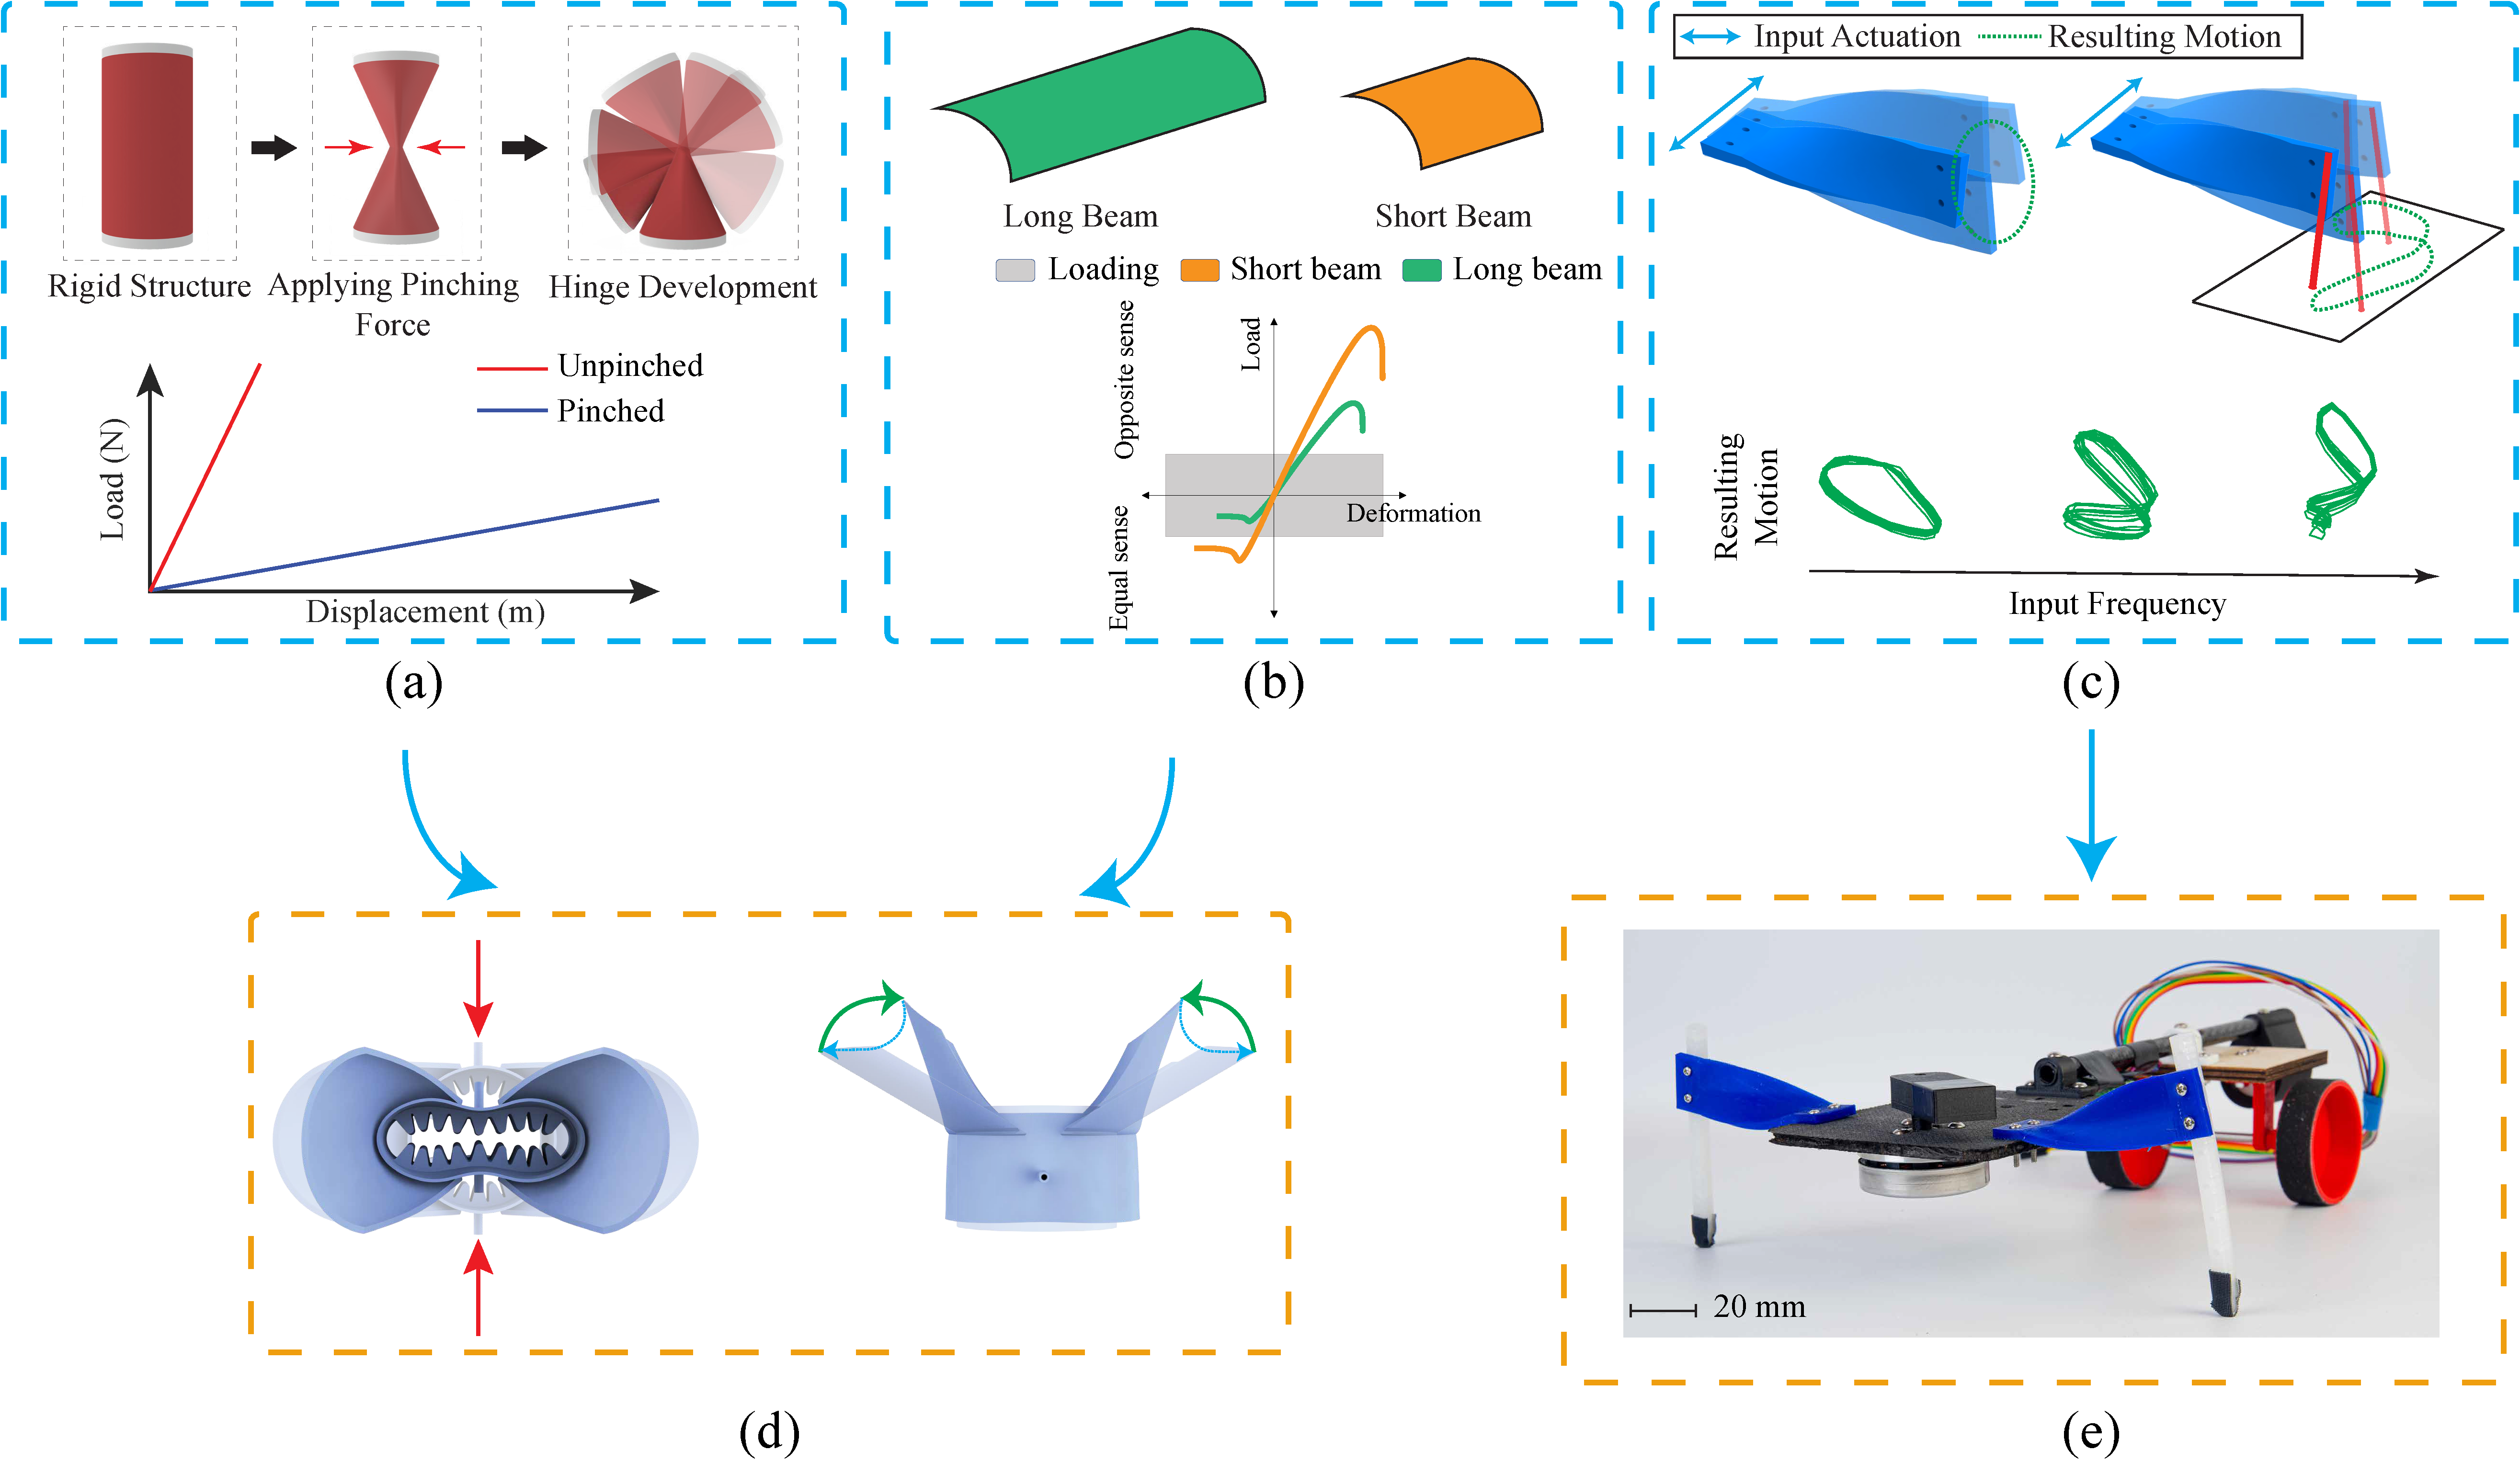 Rigid Structure
Applying Pinching
Force
Hinge Development
Load (N)
Unpinched
Pinched
Displacement (m)
(a)
Long Beam
Short Beam
Loading
Short beam
Long beam
Opposite sense
Load
Deformation
Equal sense
(b)
Input Actuation
Resulting Motion
Resulting
Motion
Input Frequency
(c)
(d)
20 mm
(e)